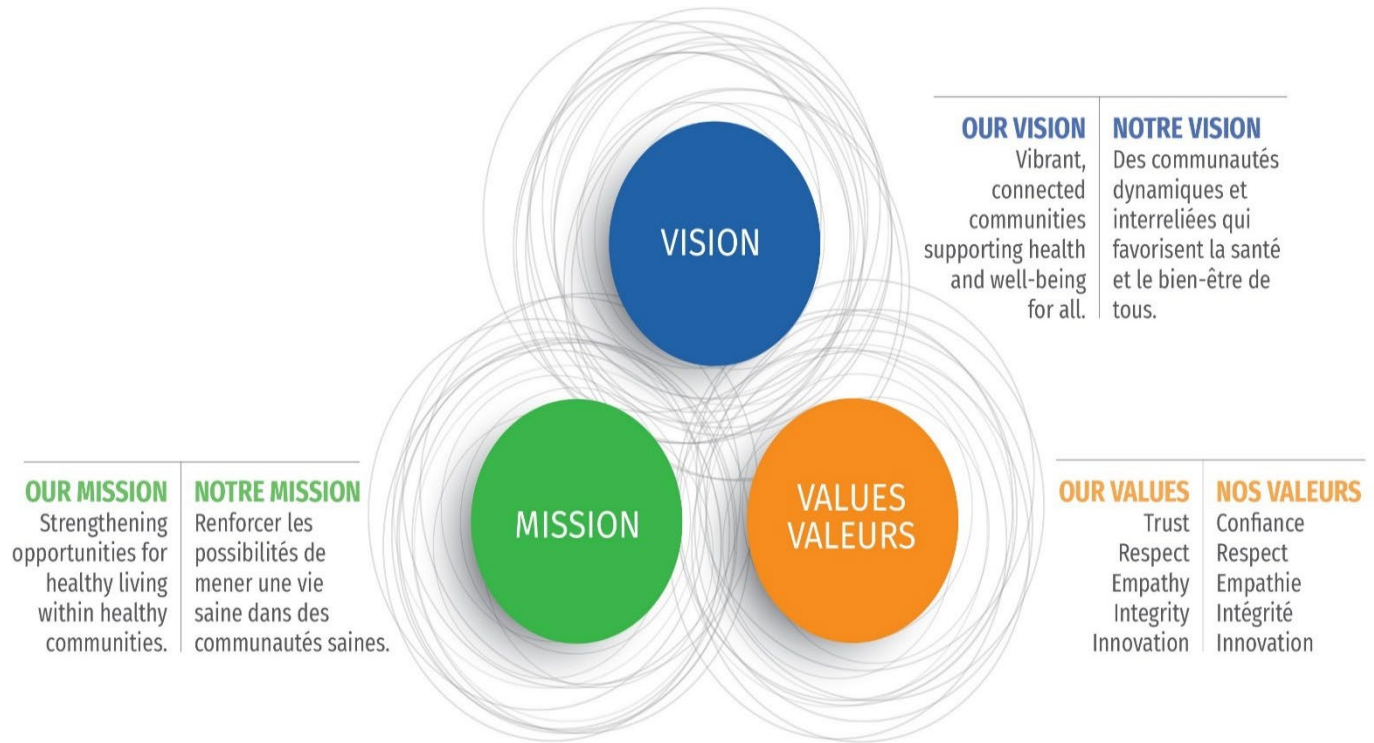 VISION
OUR VISION
Vibrant,
connected
communities
supporting health
and well-being
for all.
NOTRE VISION
Des communautés
dynamiques et
interreliées qui
favorisent la santé
et le bien-être de
tous.
MISSION
OUR MISSION
Strengthening
opportunities for
healthy living
within healthy
communities.
NOTRE MISSION
Renforcer les
possibilités de
mener une vie
saine dans des
communautés saines.
VALUES
VALEURS
OUR VALUES
Trust
Respect
Empathy
Integrity
Innovation
NOS VALEURS
Confiance
Respect
Empathie
Intégrité
Innovation